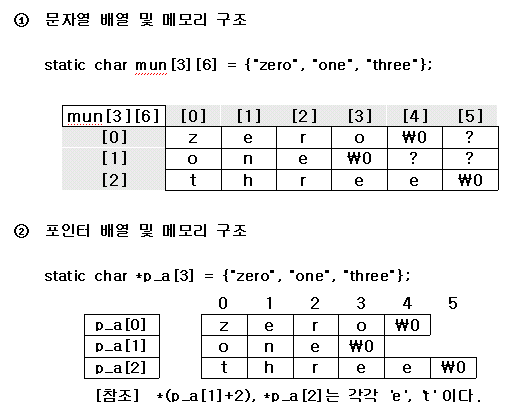 ① 문자열 배열 및 메모리 구조
static char mun[3][6] = {"zero", "one", "three"};
mun[3][6] [0] [1] [2] [3] [4] [5]
[0] z e r o ₩0 ?
[1] o n e ₩0 ? ?
[2] t h r e e ₩0
② 포인터 배열 및 메모리 구조
static char *p_a[3] = {"zero", "one", "three"};
0 1 2 3 4 5
p_a[0] z e r o ₩0
p_a[1] o n e ₩0
p_a[2] t h r e e ₩0
[참조] *(p_a[1]+2), *p_a[2]는 각각 'e', 't'이다.